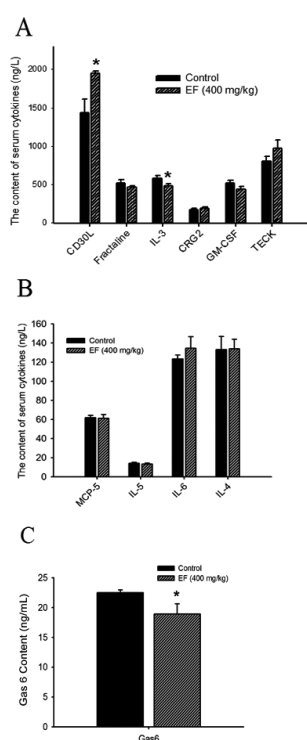 A
The content of serum cytokines (ng/L)
2000
1500
1000
500
0
Control
EF (400 mg/kg)
*
*
CD30L
Fractaline
IL-3
CRG2
GM-CSF
TECK
B
The content of serum cytokines (ng/L)
160
140
120
100
80
60
40
20
0
Control
EF (400 mg/kg)
MCP-5
IL-5
IL-6
IL-4
C
Gas 6 Content (ng/mL)
25
20
15
10
5
0
Control
EF (400 mg/kg)
*
Gas6